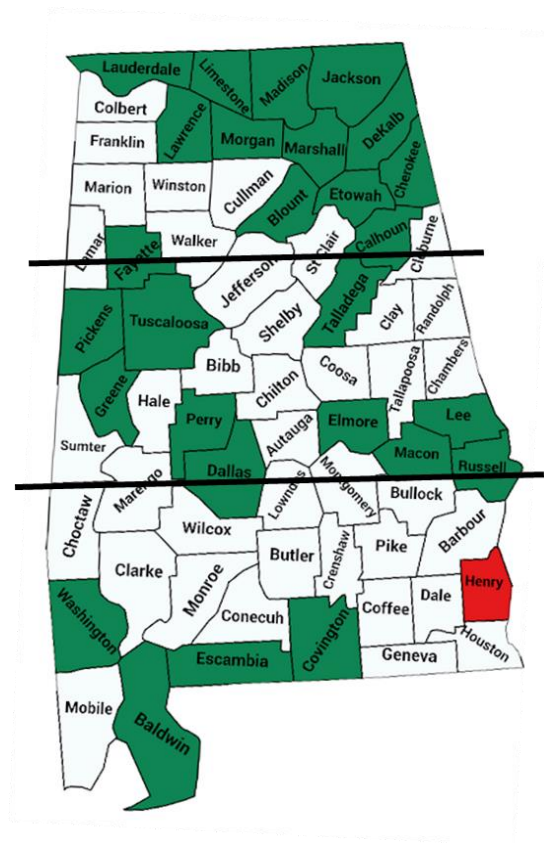 Lauderdale
Limestone
Madison
Jackson
Colbert
Lawrence
Franklin
Morgan
Marshall
DeKalb
Cherokee
Marion
Winston
Cullman
Blount
Etowah
Lamar
Fayette
Walker
Jefferson
St Clair
Calhoun
Cleburne
Pickens
Tuscaloosa
Shelby
Talladega
Clay
Randolph
Bibb
Greene
Hale
Chilton
Coosa
Tallapoosa
Chambers
Perry
Autauga
Elmore
Lee
Sumter
Dallas
Macon
Russell
Marengo
Lowndes
Montgomery
Bullock
Choctaw
Wilcox
Butler
Crenshaw
Pike
Barbour
Clarke
Monroe
Henry
Washington
Conecuh
Covington
Coffee
Dale
Houston
Escambia
Geneva
Mobile
Baldwin